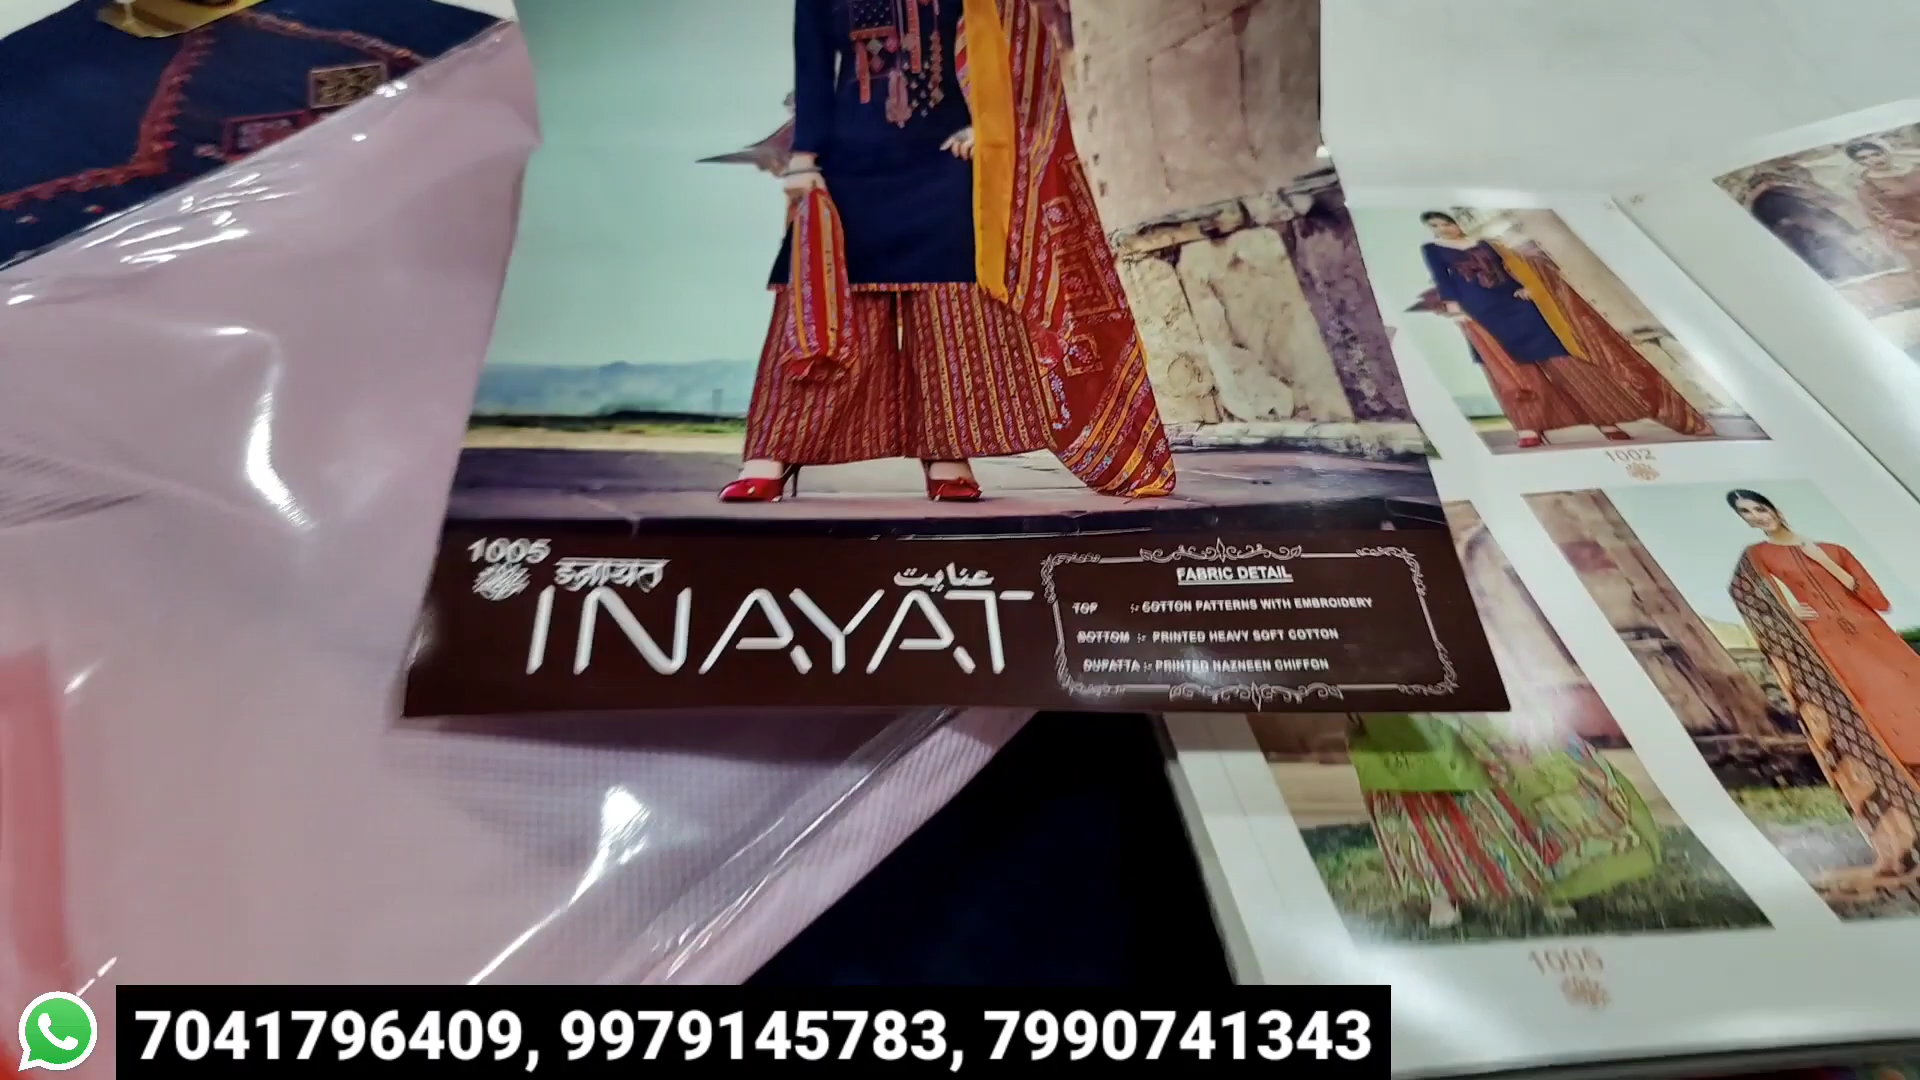 1002
1005
इनायत
عنايت
INAYAT
FABRIC DETAIL
TOP :- COTTON PATTERNS WITH EMBROIDERY
BOTTOM :- PRINTED HEAVY SOFT COTTON
DUPATTA :- PRINTED NAZNEEN CHIFFON
1005
7041796409, 9979145783, 7990741343